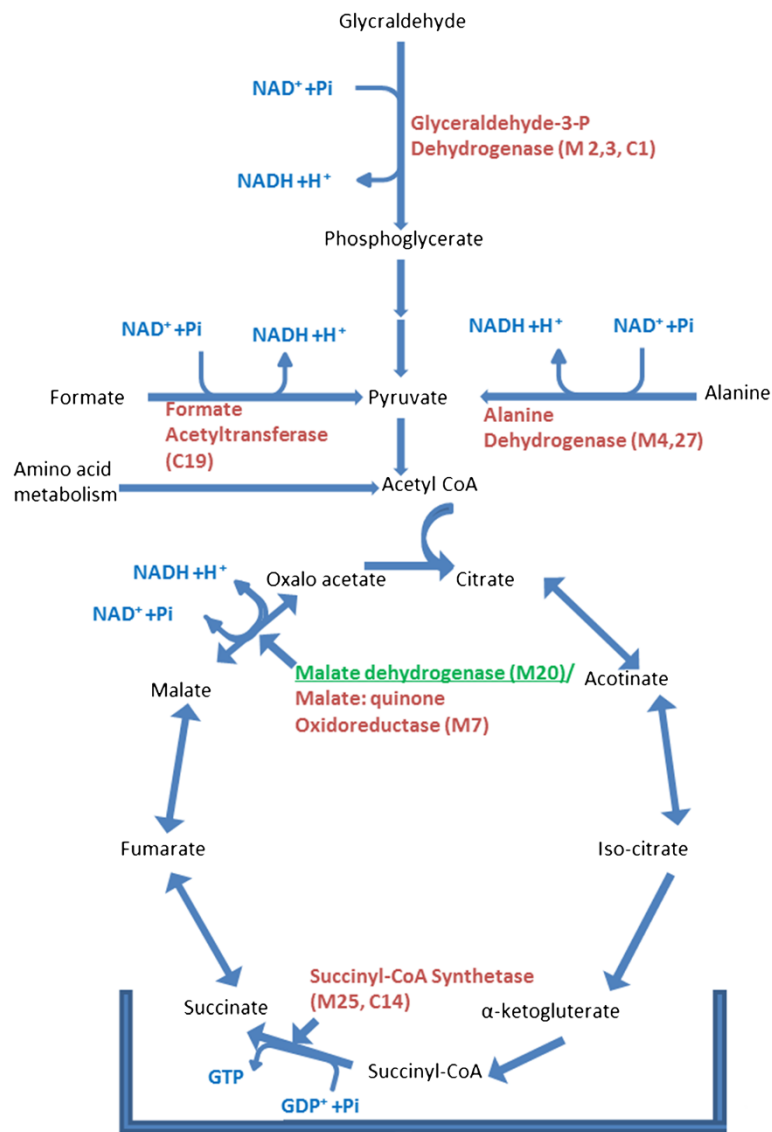 Glycraldehyde
NAD⁺ +Pi
Glyceraldehyde-3-P
Dehydrogenase (M 2,3, C1)
NADH +H⁺
Phosphoglycerate
NAD⁺ +Pi
NADH +H⁺
NADH +H⁺
NAD⁺ +Pi
Formate
Pyruvate
Alanine
Formate
Acetyltransferase
(C19)
Alanine
Dehydrogenase (M4,27)
Amino acid
metabolism
Acetyl CoA
NADH +H⁺
Oxalo acetate
Citrate
NAD⁺ +Pi
Malate dehydrogenase (M20)/
Malate: quinone
Oxidoreductase (M7)
Malate
Acotinate
Fumarate
Iso-citrate
Succinyl-CoA Synthetase
(M25, C14)
Succinate
α-ketogluterate
Succinyl-CoA
GTP
GDP⁺ +Pi